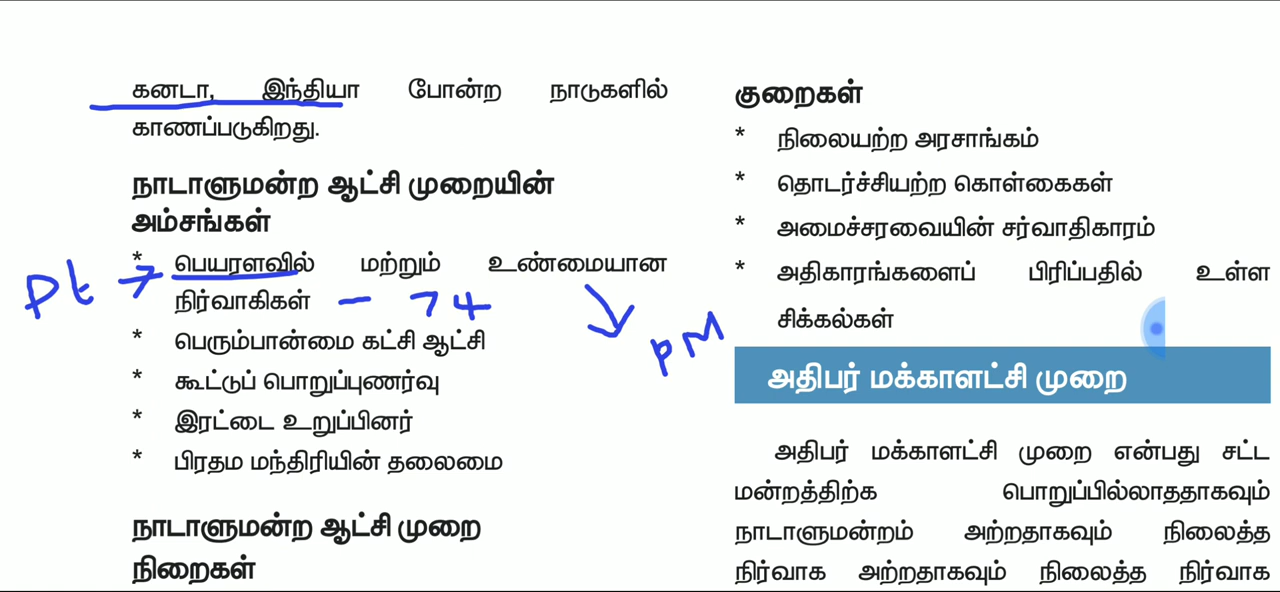 கனடா, இந்தியா போன்ற நாடுகளில்
காணப்படுகிறது.
நாடாளுமன்ற ஆட்சி முறையின்
அம்சங்கள்
* பெயரளவில் மற்றும் உண்மையான
Pt →
நிர்வாகிகள் – 74
PM
* பெரும்பான்மை கட்சி ஆட்சி
* கூட்டுப் பொறுப்புணர்வு
* இரட்டை உறுப்பினர்
* பிரதம மந்திரியின் தலைமை
நாடாளுமன்ற ஆட்சி முறை
நிறைகள்
குறைகள்
* நிலையற்ற அரசாங்கம்
* தொடர்ச்சியற்ற கொள்கைகள்
* அமைச்சரவையின் சர்வாதிகாரம்
* அதிகாரங்களைப் பிரிப்பதில் உள்ள
சிக்கல்கள்
அதிபர் மக்காளட்சி முறை
அதிபர் மக்காளட்சி முறை என்பது சட்ட
மன்றத்திற்க பொறுப்பில்லாததாகவும்
நாடாளுமன்றம் அற்றதாகவும் நிலைத்த
நிர்வாக அற்றதாகவும் நிலைத்த நிர்வாக